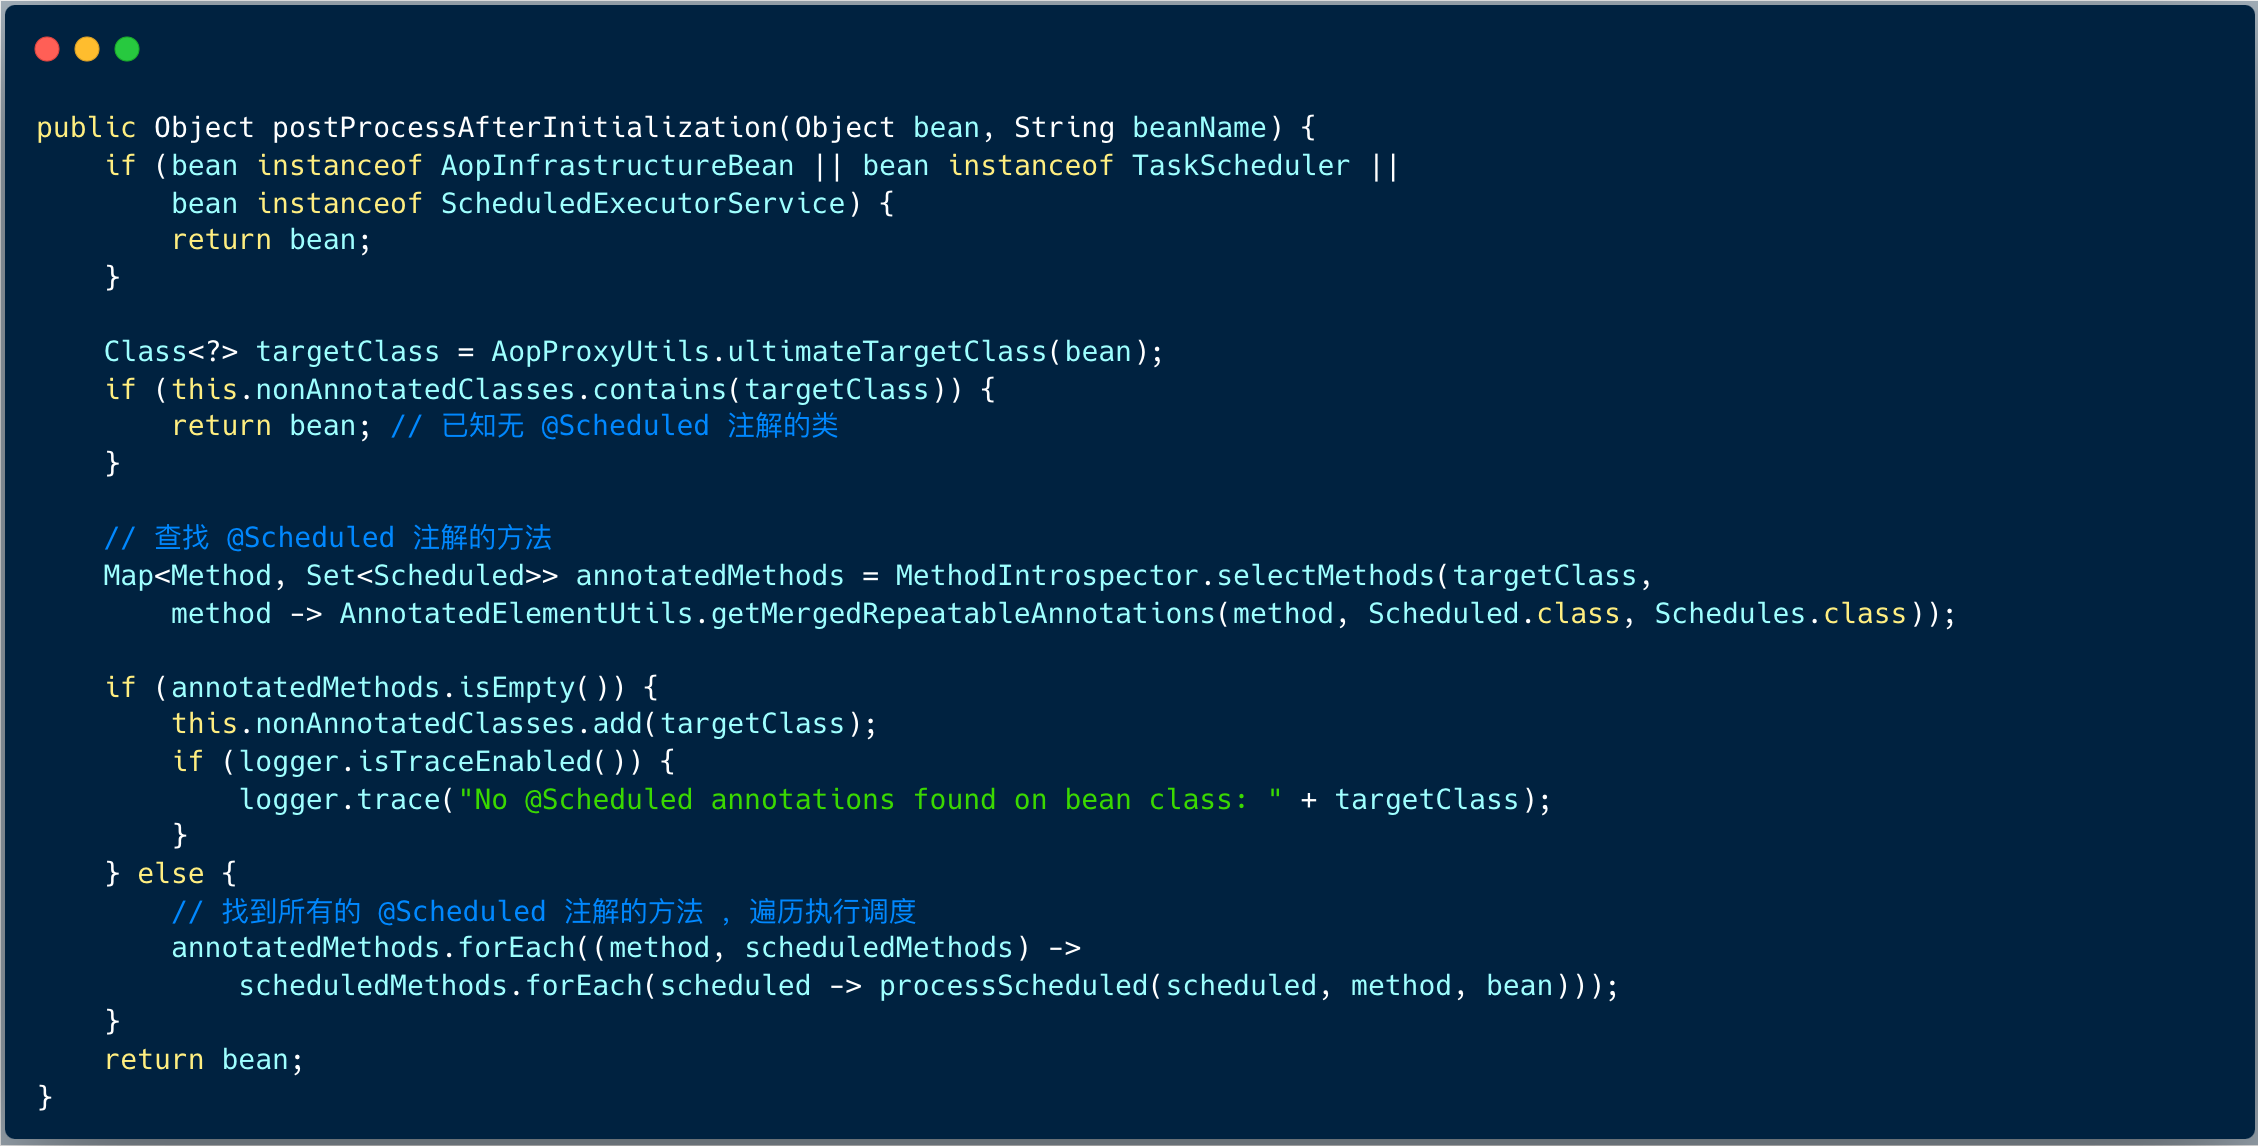 public Object postProcessAfterInitialization(Object bean, String beanName) {
    if (bean instanceof AopInfrastructureBean || bean instanceof TaskScheduler ||
        bean instanceof ScheduledExecutorService) {
        return bean;
    }

    Class<?> targetClass = AopProxyUtils.ultimateTargetClass(bean);
    if (this.nonAnnotatedClasses.contains(targetClass)) {
        return bean; // 已知无 @Scheduled 注解的类
    }

    // 查找 @Scheduled 注解的方法
    Map<Method, Set<Scheduled>> annotatedMethods = MethodIntrospector.selectMethods(targetClass,
        method -> AnnotatedElementUtils.getMergedRepeatableAnnotations(method, Scheduled.class, Schedules.class));

    if (annotatedMethods.isEmpty()) {
        this.nonAnnotatedClasses.add(targetClass);
        if (logger.isTraceEnabled()) {
            logger.trace("No @Scheduled annotations found on bean class: " + targetClass);
        }
    } else {
        // 找到所有的 @Scheduled 注解的方法 , 遍历执行调度
        annotatedMethods.forEach((method, scheduledMethods) ->
            scheduledMethods.forEach(scheduled -> processScheduled(scheduled, method, bean)));
    }
    return bean;
}